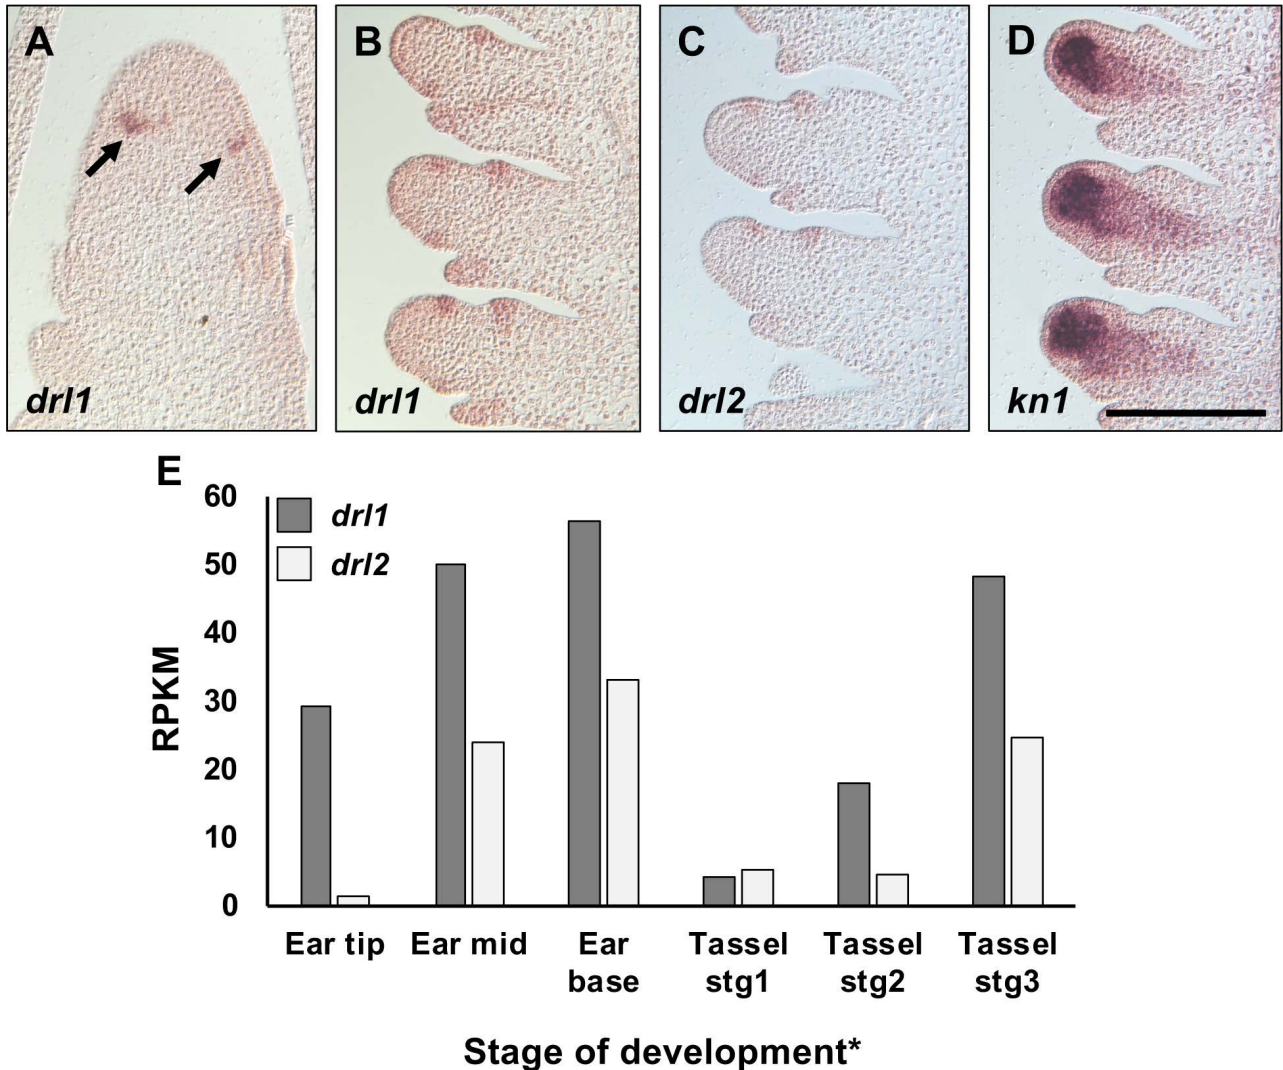 A
B
C
D
drl1
drl1
drl2
kn1
E
60
50
40
30
20
10
0
RPKM
drl1
drl2
Ear tip
Ear mid
Ear
base
Tassel
stg1
Tassel
stg2
Tassel
stg3
Stage of development*